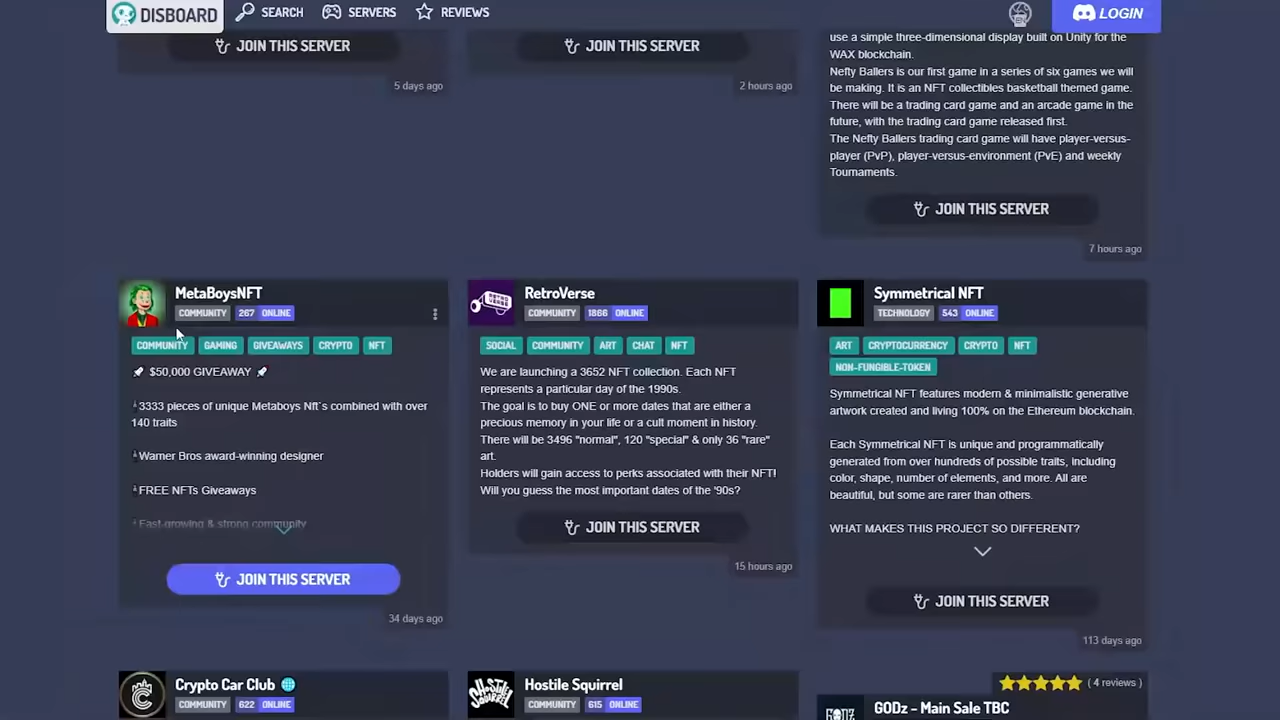 DISBOARD
SEARCH
SERVERS
REVIEWS
LOGIN
JOIN THIS SERVER
5 days ago
JOIN THIS SERVER
2 hours ago
use a simple three-dimensional display built on Unity for the
WAX blockchain.
Nefty Ballers is our first game in a series of six games we will
be making. It is an NFT collectibles basketball themed game.
There will be a trading card game and an arcade game in the
future, with the trading card game released first.
The Nefty Ballers trading card game will have player-versus-
player (PvP), player-versus-environment (PvE) and weekly
Tournaments.
JOIN THIS SERVER
7 hours ago
MetaBoysNFT
COMMUNITY 267 ONLINE
COMMUNITY GAMING GIVEAWAYS CRYPTO NFT
$50,000 GIVEAWAY
3333 pieces of unique Metaboys Nft`s combined with over
140 traits
Warner Bros award-winning designer
FREE NFTs Giveaways
Fast-growing & strong community
JOIN THIS SERVER
34 days ago
RetroVerse
COMMUNITY 1866 ONLINE
SOCIAL COMMUNITY ART CHAT NFT
We are launching a 3652 NFT collection. Each NFT
represents a particular day of the 1990s.
The goal is to buy ONE or more dates that are either a
precious memory in your life or a cult moment in history.
There will be 3496 "normal", 120 "special" & only 36 "rare"
art.
Holders will gain access to perks associated with their NFT!
Will you guess the most important dates of the '90s?
JOIN THIS SERVER
15 hours ago
Symmetrical NFT
TECHNOLOGY 543 ONLINE
ART CRYPTOCURRENCY CRYPTO NFT
NON-FUNGIBLE-TOKEN
Symmetrical NFT features modern & minimalistic generative
artwork created and living 100% on the Ethereum blockchain.
Each Symmetrical NFT is unique and programmatically
generated from over hundreds of possible traits, including
color, shape, number of elements, and more. All are
beautiful, but some are rarer than others.
WHAT MAKES THIS PROJECT SO DIFFERENT?
JOIN THIS SERVER
113 days ago
Crypto Car Club
COMMUNITY 622 ONLINE
HOSTILE SQUIRREL
Hostile Squirrel
COMMUNITY 615 ONLINE
( 4 reviews )
GODZ
GODz - Main Sale TBC